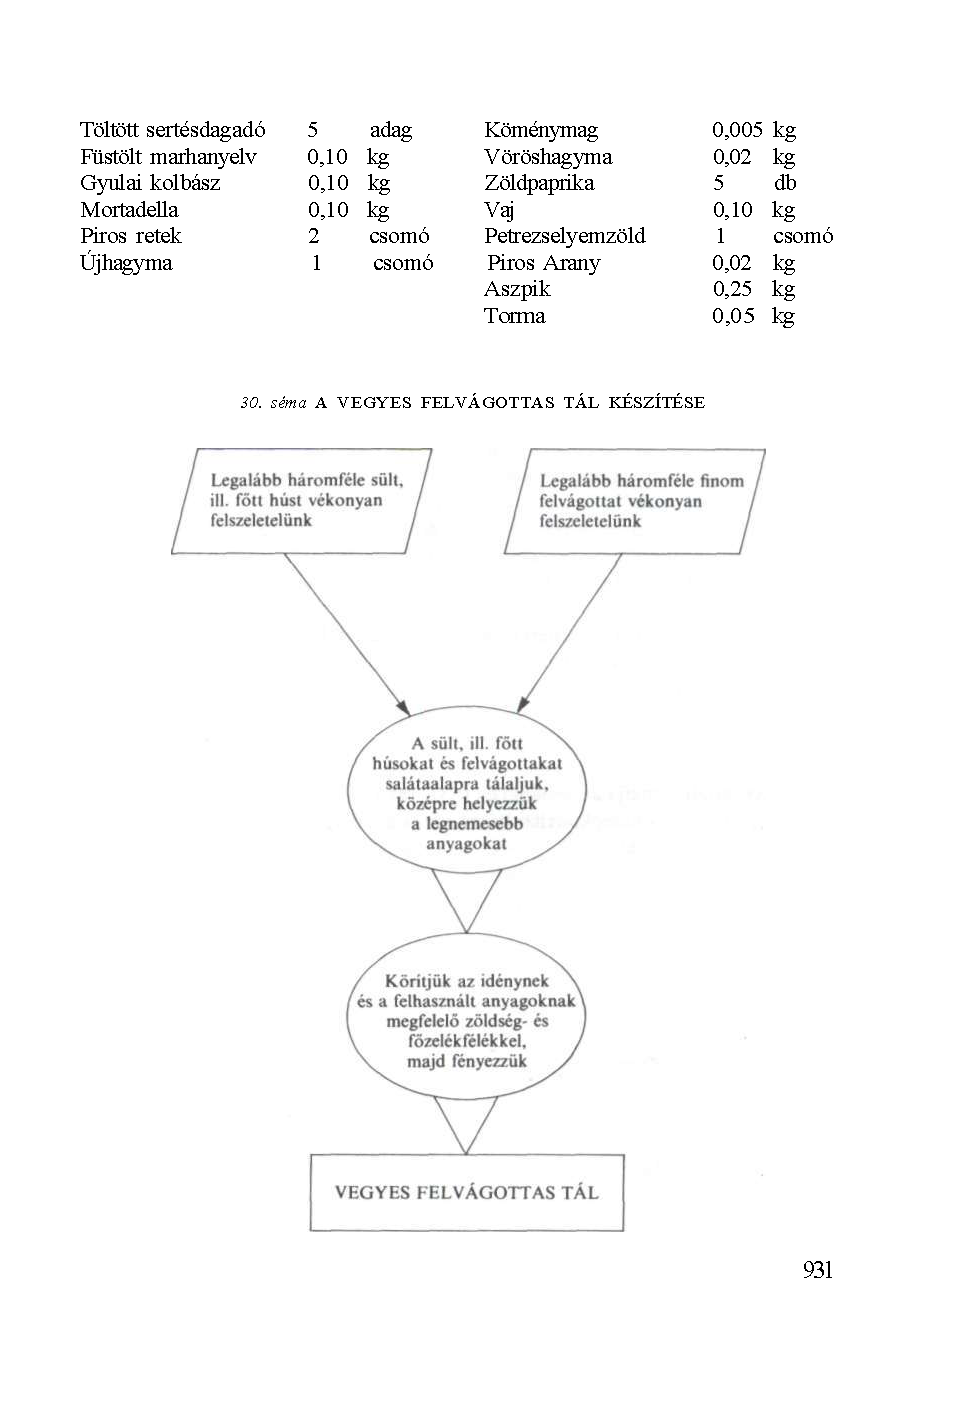 Töltött sertésdagadó 5 adag
Füstölt marhanyelv 0,10 kg
Gyulai kolbász 0,10 kg
Mortadella 0,10 kg
Piros retek 2 csomó
Újhagyma 1 csomó
Köménymag 0,005 kg
Vöröshagyma 0,02 kg
Zöldpaprika 5 db
Vaj 0,10 kg
Petrezselyemzöld 1 csomó
Piros Arany 0,02 kg
Aszpik 0,25 kg
Torma 0,05 kg
30. séma A VEGYES FELVÁGOTTAS TÁL KÉSZÍTÉSE
Legalább háromféle sült,
ill. főtt húst vékonyan
felszeletelünk
Legalább háromféle finom
felvágottat vékonyan
felszeletelünk
A sült, ill. főtt
húsokat és felvágottakat
salátaalapra tálaljuk,
középre helyezzük
a legnemesebb
anyagokat
Körítjük az idénynek
és a felhasznált anyagoknak
megfelelő zöldség- és
főzelékfélékkel,
majd fényezzük
VEGYES FELVÁGOTTAS TÁL
931